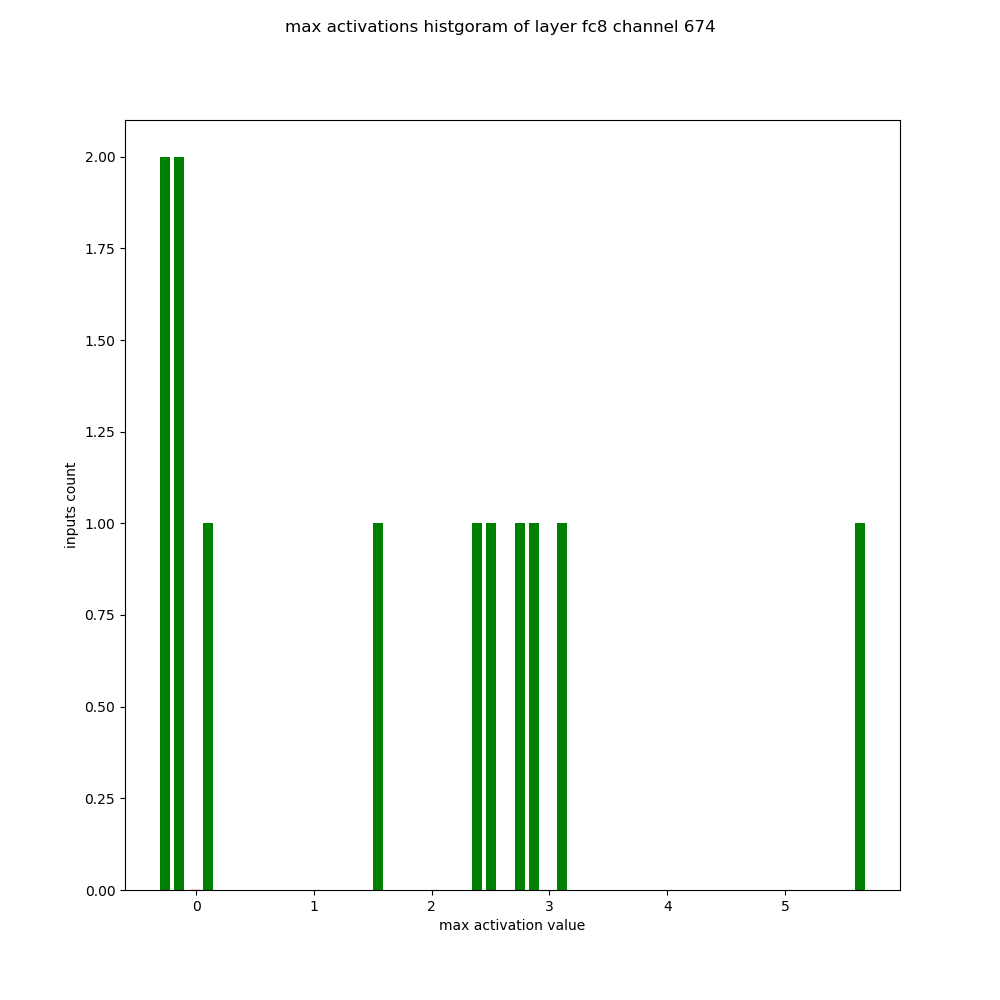 max activations histgoram of layer fc8 channel 674
2.00
1.75
1.50
1.25
1.00
0.75
0.50
0.25
0.00
inputs count
0 1 2 3 4 5
max activation value